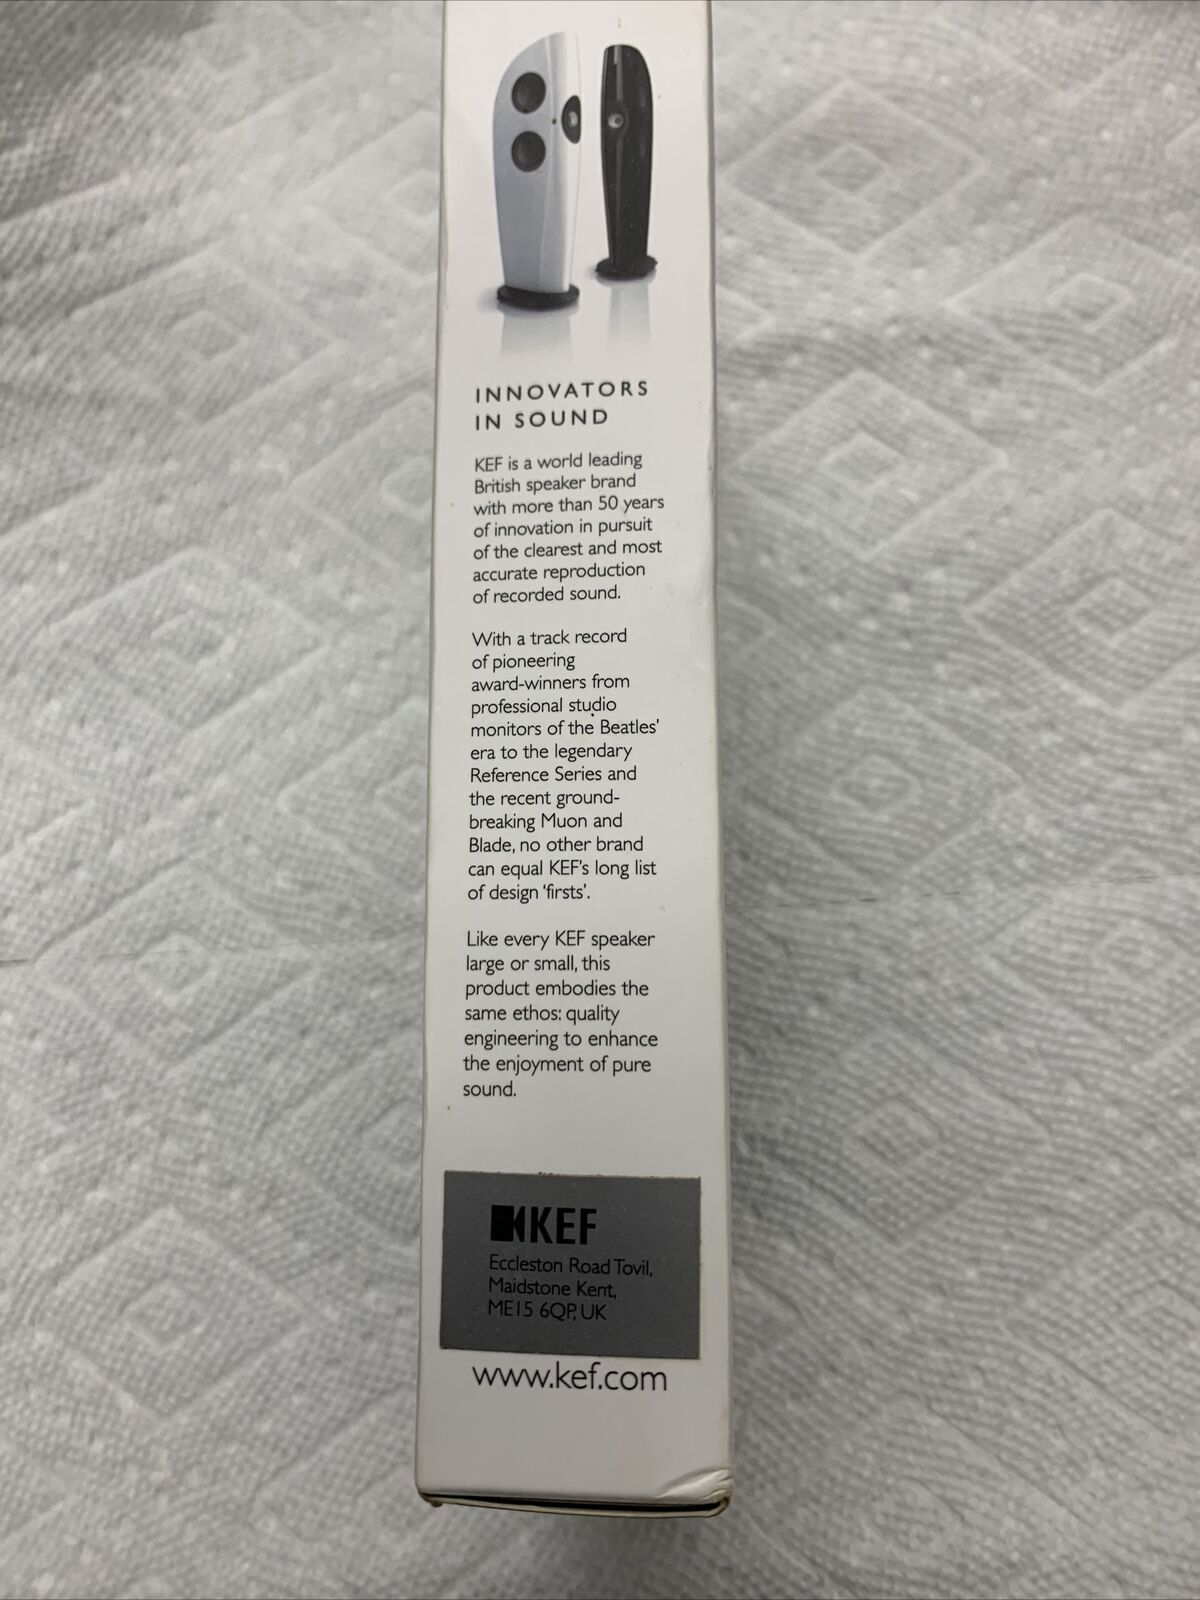 INNOVATORS
IN SOUND
KEF is a world leading
British speaker brand
with more than 50 years
of innovation in pursuit
of the clearest and most
accurate reproduction
of recorded sound.
With a track record
of pioneering
award-winners from
professional studio
monitors of the Beatles'
era to the legendary
Reference Series and
the recent ground-
breaking Muon and
Blade, no other brand
can equal KEF's long list
of design 'firsts'.
Like every KEF speaker
large or small, this
product embodies the
same ethos: quality
engineering to enhance
the enjoyment of pure
sound.
KEF
Eccleston Road Tovil,
Maidstone Kent,
ME15 6QP, UK
www.kef.com